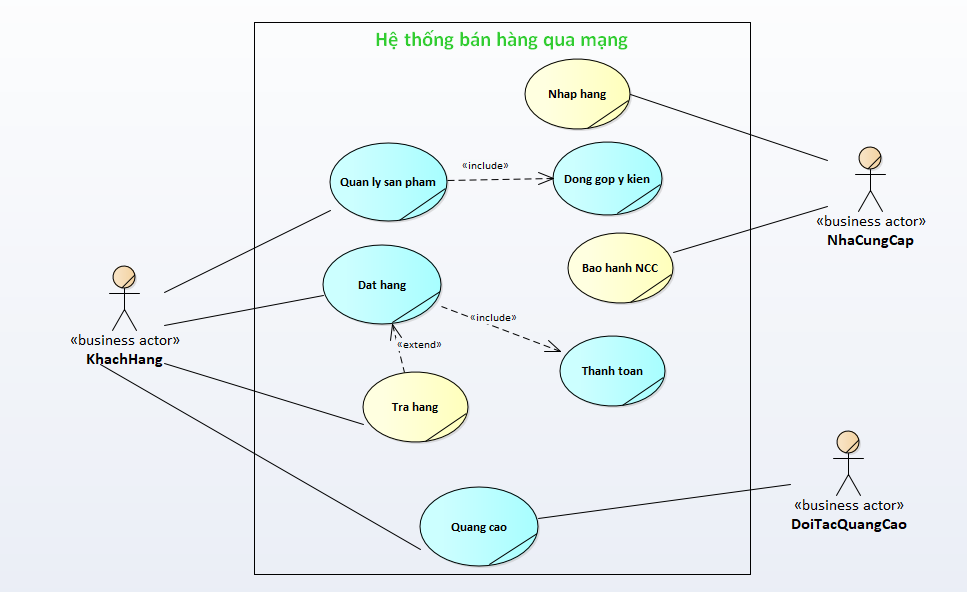 Hệ thống bán hàng qua mạng
Nhap hang
Quan ly san pham
«include»
Dong gop y kien
«business actor»
NhaCungCap
Bao hanh NCC
Dat hang
«include»
«business actor»
KhachHang
«extend»
Thanh toan
Tra hang
Quang cao
«business actor»
DoiTacQuangCao